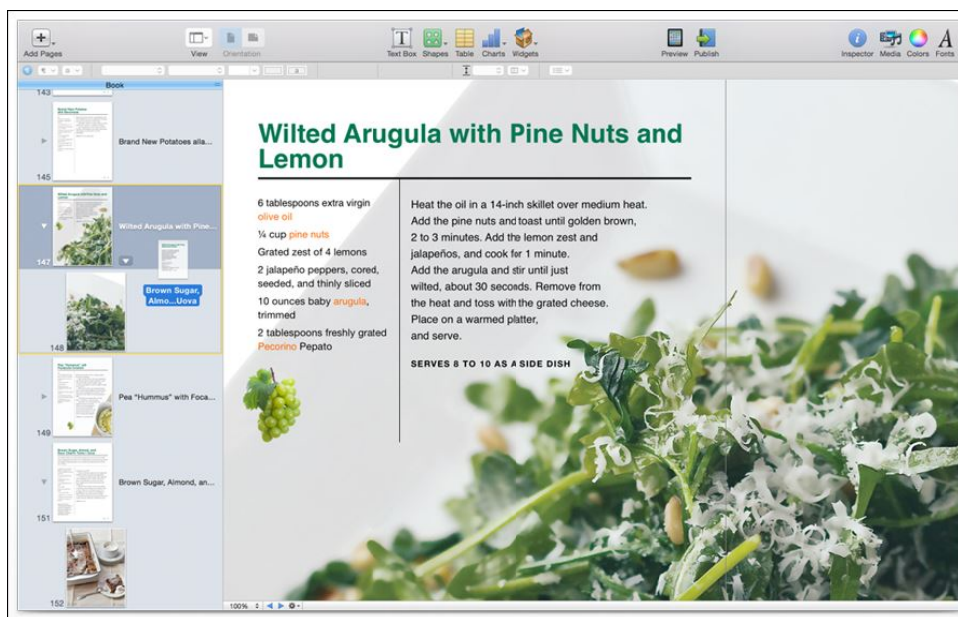 Add Pages
View
Orientation
Text Box
Shapes
Table
Charts
Widgets
Preview
Publish
Inspector
Media
Colors
Fonts
Book
143
Brand New Potatoes alla...
145
Wilted Arugula with Pine...
147
Brown Sugar,
Almo...Uova
148
Pea "Hummus" with Foca...
149
Brown Sugar, Almond, an...
151
152
Wilted Arugula with Pine Nuts and
Lemon
6 tablespoons extra virgin
olive oil
¼ cup pine nuts
Grated zest of 4 lemons
2 jalapeño peppers, cored,
seeded, and thinly sliced
10 ounces baby arugula,
trimmed
2 tablespoons freshly grated
Pecorino Pepato
Heat the oil in a 14-inch skillet over medium heat.
Add the pine nuts and toast until golden brown,
2 to 3 minutes. Add the lemon zest and
jalapeños, and cook for 1 minute.
Add the arugula and stir until just
wilted, about 30 seconds. Remove from
the heat and toss with the grated cheese.
Place on a warmed platter,
and serve.
SERVES 8 TO 10 AS A SIDE DISH
100%